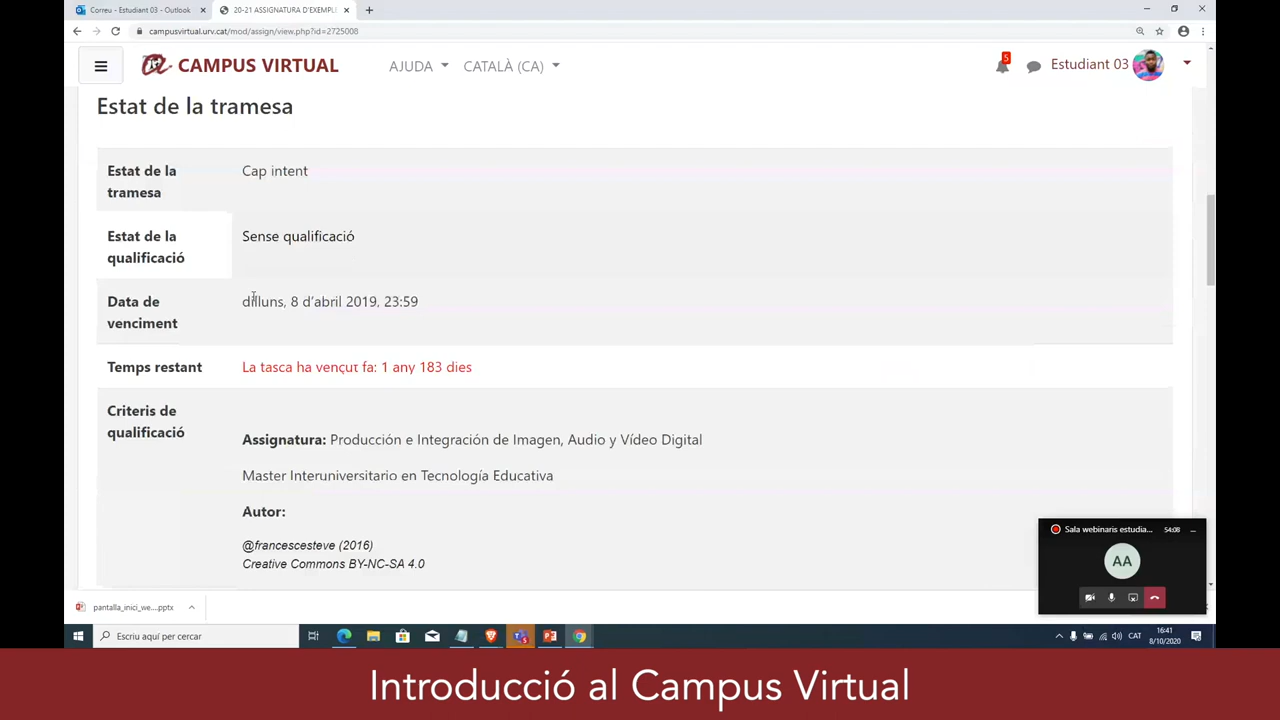 Correu - Estudiant 03 - Outlook
20-21 ASSIGNATURA D'EXEMPLE
campusvirtual.urv.cat/mod/assign/view.php?id=2725008
CAMPUS VIRTUAL
AJUDA
CATALÀ (CA)
5
Estudiant 03
Estat de la tramesa
Estat de la
tramesa
Cap intent
Estat de la
qualificació
Sense qualificació
Data de
venciment
dilluns, 8 d'abril 2019, 23:59
Temps restant
La tasca ha vençut fa: 1 any 183 dies
Criteris de
qualificació
Assignatura: Producción e Integración de Imagen, Audio y Vídeo Digital
Master Interuniversitario en Tecnología Educativa
Autor:
@francescesteve (2016)
Creative Commons BY-NC-SA 4.0
Sala webinaris estudia...
54:08
AA
pantalla_inici_we....pptx
Escriu aquí per cercar
CAT
16:41
8/10/2020
Introducció al Campus Virtual